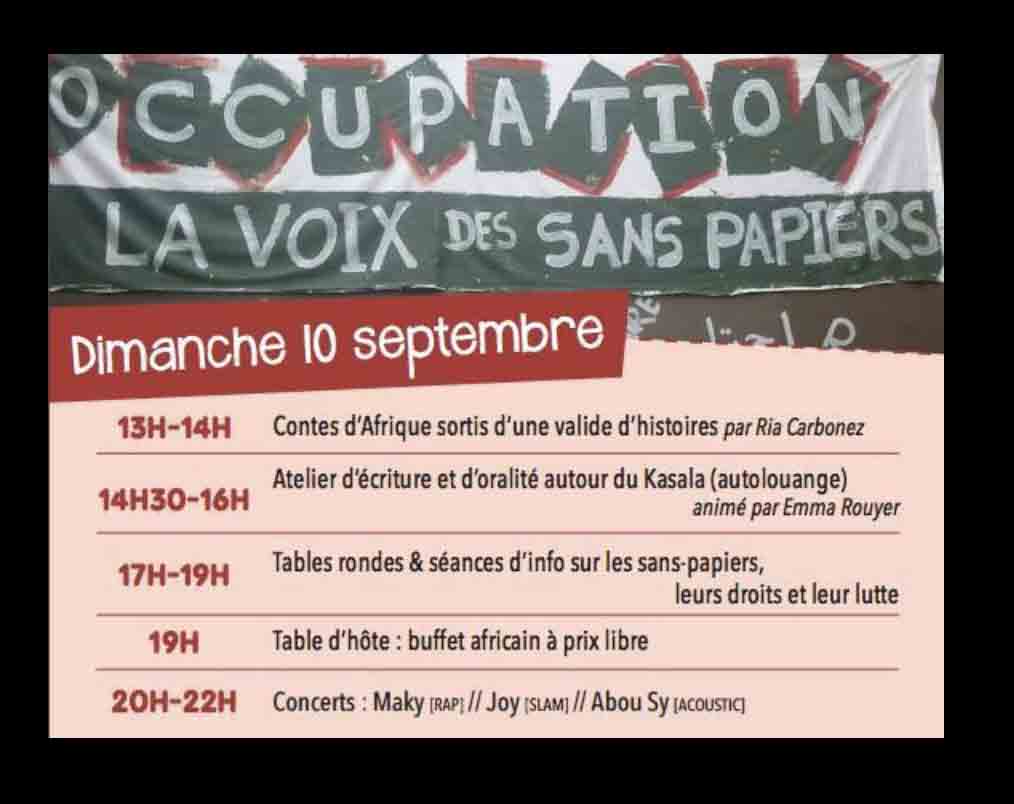 OCCUPATION
LA VOIX DES SANS PAPIERS
Dimanche 10 septembre
13H-14H Contes d'Afrique sortis d'une valide d'histoires par Ria Carbonez
14H30-16H Atelier d'écriture et d'oralité autour du Kasala (autolouange)
animé par Emma Rouyer
17H-19H Tables rondes & séances d'info sur les sans-papiers,
leurs droits et leur lutte
19H Table d'hôte : buffet africain à prix libre
20H-22H Concerts : Maky [RAP] // Joy [SLAM] // Abou Sy [ACOUSTIC]